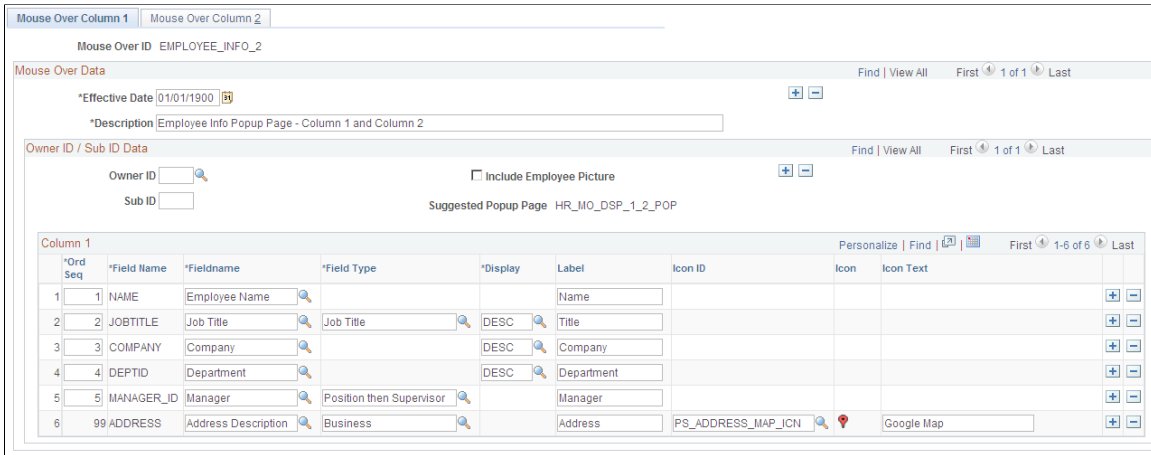 Mouse Over Column 1 Mouse Over Column 2
Mouse Over ID EMPLOYEE_INFO_2
Mouse Over Data Find | View All First 1 of 1 Last
*Effective Date 01/01/1900 31
*Description Employee Info Popup Page - Column 1 and Column 2
Owner ID / Sub ID Data Find | View All First 1 of 1 Last
Owner ID Include Employee Picture
Sub ID Suggested Popup Page HR_MO_DSP_1_2_POP
Column 1 Personalize | Find | | First 1-6 of 6 Last
*Ord Seq *Field Name *Fieldname *Field Type *Display Label Icon ID Icon Icon Text
1 1 NAME Employee Name Name
2 2 JOBTITLE Job Title Job Title DESC Title
3 3 COMPANY Company DESC Company
4 4 DEPTID Department DESC Department
5 5 MANAGER_ID Manager Position then Supervisor Manager
6 99 ADDRESS Address Description Business Address PS_ADDRESS_MAP_ICN Google Map